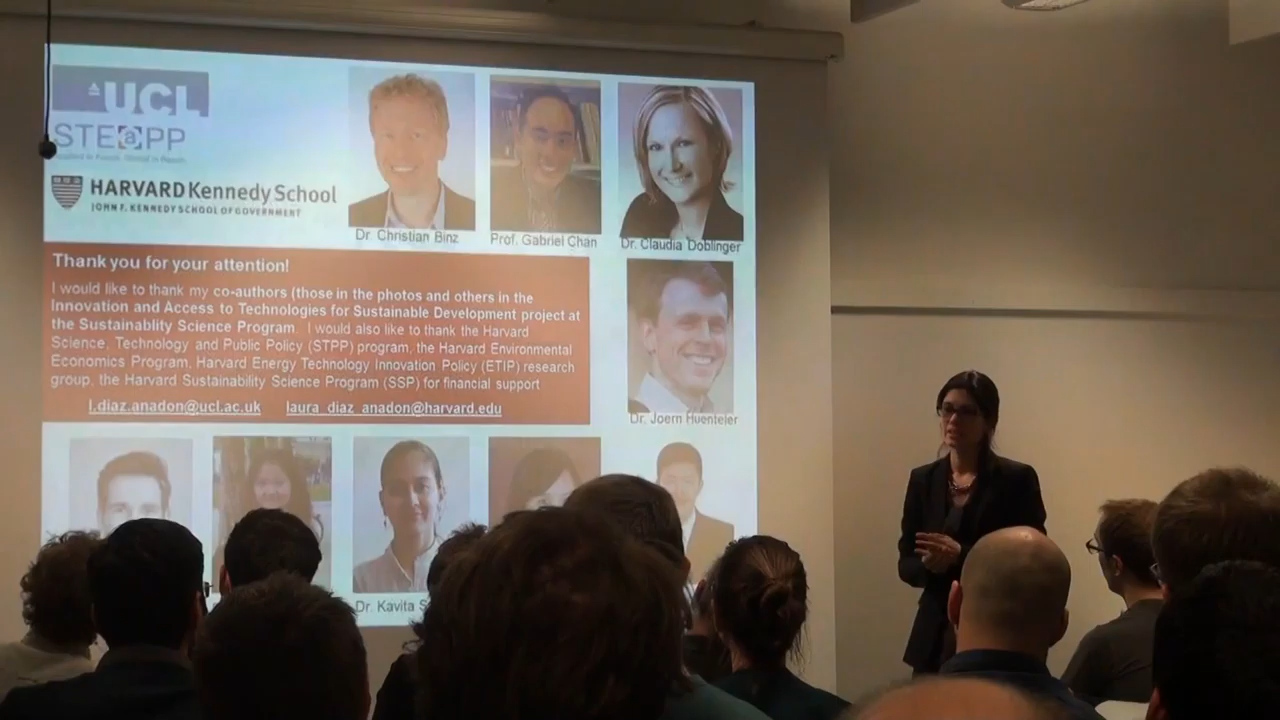 UCL
STEaPP
HARVARD Kennedy School
JOHN F. KENNEDY SCHOOL OF GOVERNMENT
Dr. Christian Binz
Prof. Gabriel Chan
Dr. Claudia Doblinger
Thank you for your attention!
I would like to thank my co-authors (those in the photos and others in the
Innovation and Access to Technologies for Sustainable Development project at
the Sustainablity Science Program. I would also like to thank the Harvard
Science, Technology and Public Policy (STPP) program, the Harvard Environmental
Economics Program, Harvard Energy Technology Innovation Policy (ETIP) research
group, the Harvard Sustainability Science Program (SSP) for financial support
l.diaz.anadon@ucl.ac.uk laura_diaz_anadon@harvard.edu
Dr. Joern Huenteler
Dr. Kavita